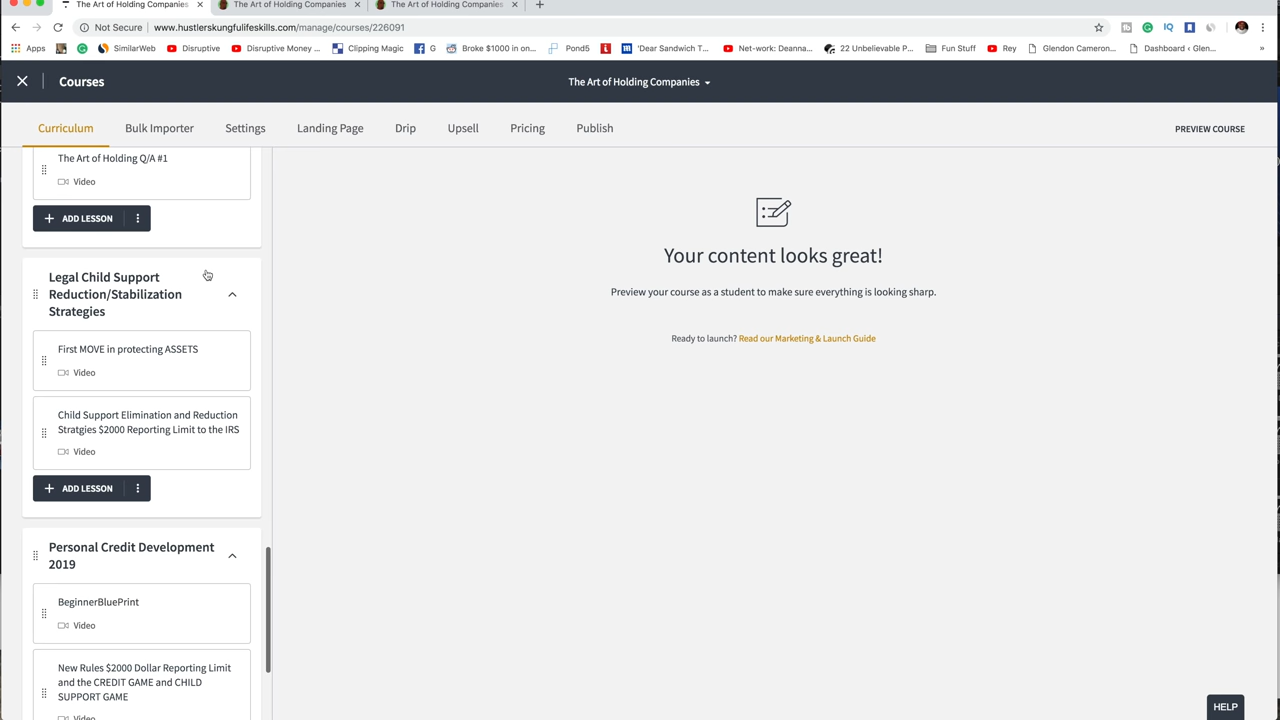 The Art of Holding Companies
The Art of Holding Companies
The Art of Holding Companies
Not Secure
www.hustlerskungfulifeskills.com/manage/courses/226091
Apps
SimilarWeb
Disruptive
Disruptive Money ...
Clipping Magic
G
Broke $1000 in on...
Pond5
'Dear Sandwich T...
Net-work: Deanna...
22 Unbelievable P...
Fun Stuff
Rey
Glendon Cameron...
Dashboard ‹ Glen...
Courses
The Art of Holding Companies
Curriculum
Bulk Importer
Settings
Landing Page
Drip
Upsell
Pricing
Publish
PREVIEW COURSE
The Art of Holding Q/A #1
Video
+ ADD LESSON
Legal Child Support
Reduction/Stabilization
Strategies
First MOVE in protecting ASSETS
Video
Child Support Elimination and Reduction
Stratgies $2000 Reporting Limit to the IRS
Video
+ ADD LESSON
Personal Credit Development
2019
BeginnerBluePrint
Video
New Rules $2000 Dollar Reporting Limit
and the CREDIT GAME and CHILD
SUPPORT GAME
Video
Your content looks great!
Preview your course as a student to make sure everything is looking sharp.
Ready to launch? Read our Marketing & Launch Guide
HELP